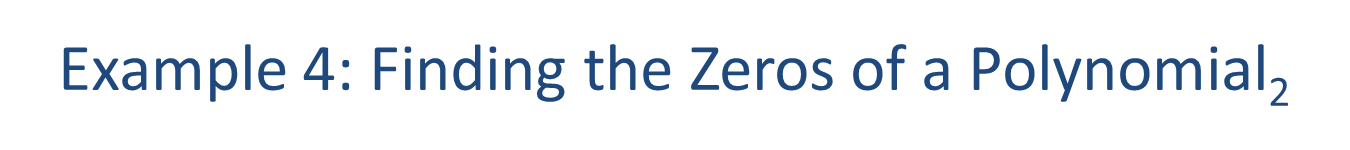 Example 4: Finding the Zeros of a Polynomial₂